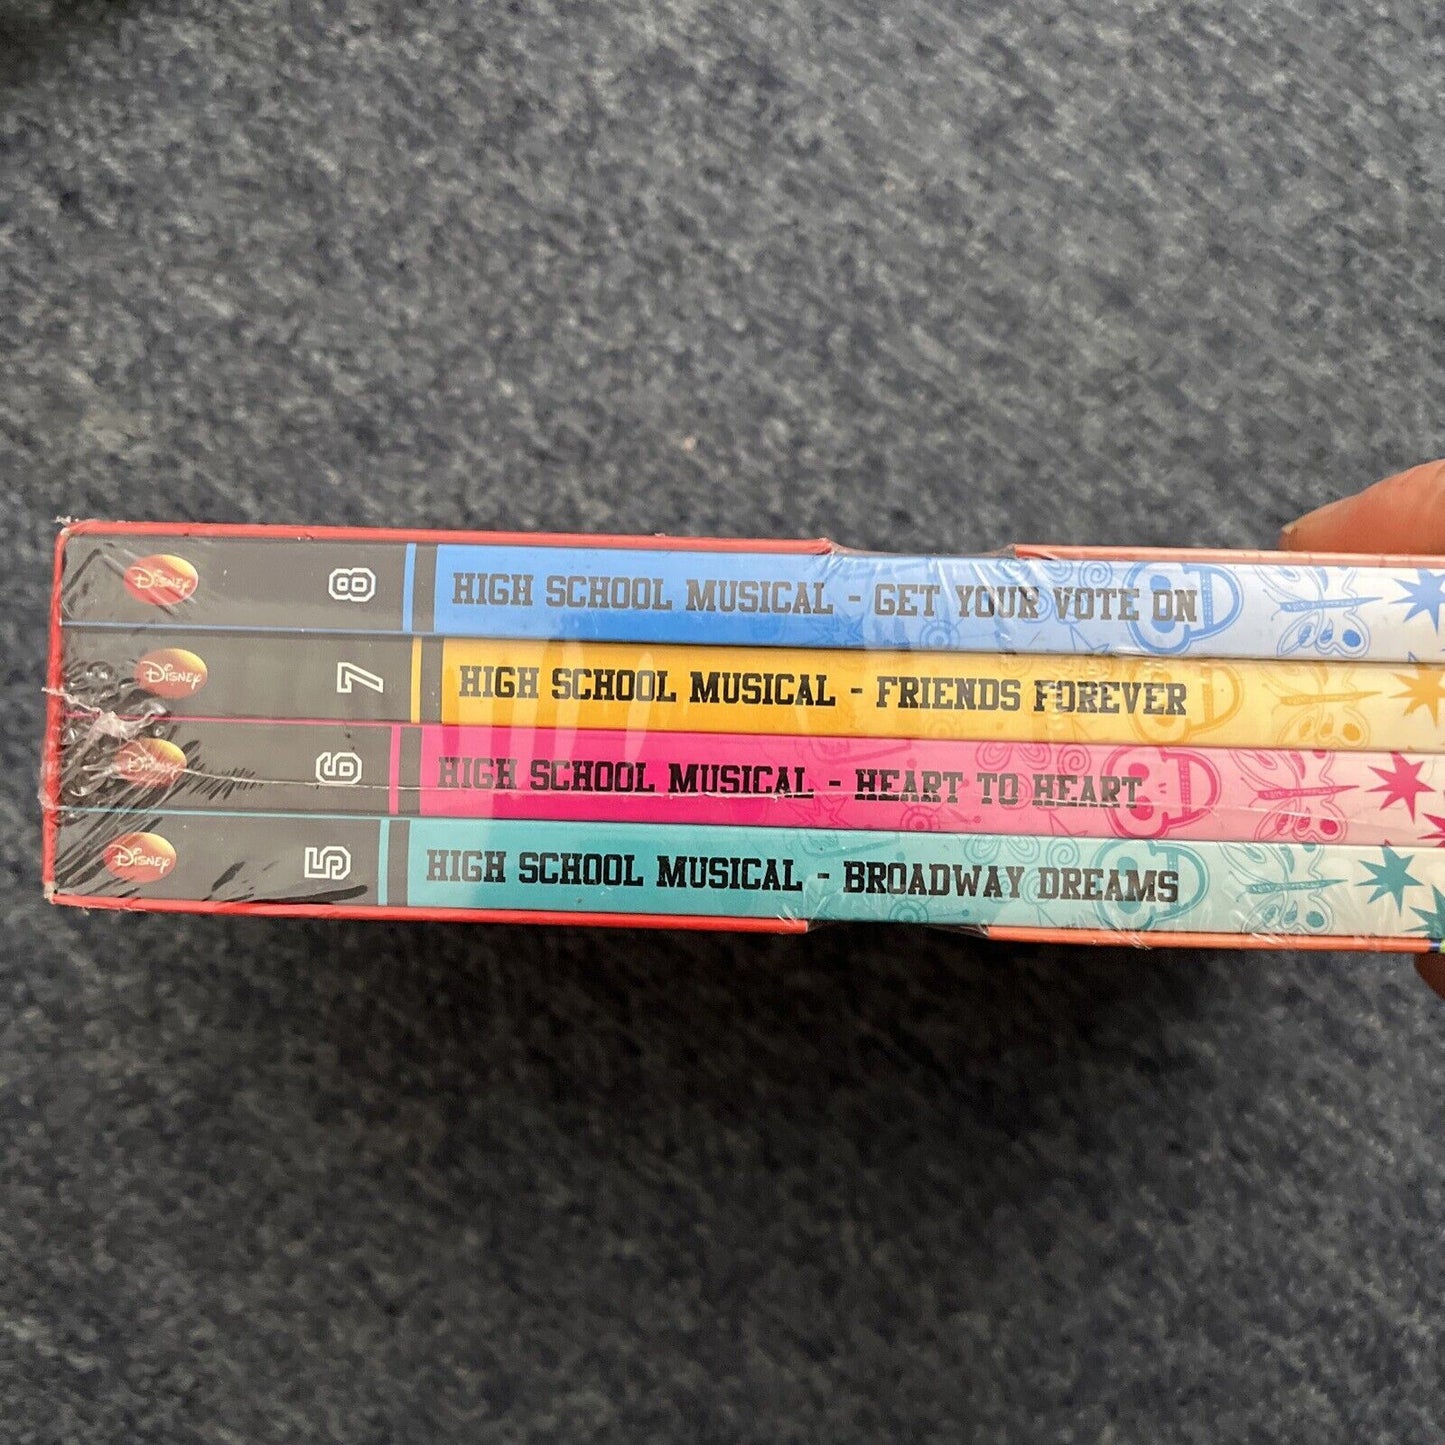 Disney 8 HIGH SCHOOL MUSICAL - GET YOUR VOTE ON
Disney 7 HIGH SCHOOL MUSICAL - FRIENDS FOREVER
Disney 6 HIGH SCHOOL MUSICAL - HEART TO HEART
Disney 5 HIGH SCHOOL MUSICAL - BROADWAY DREAMS